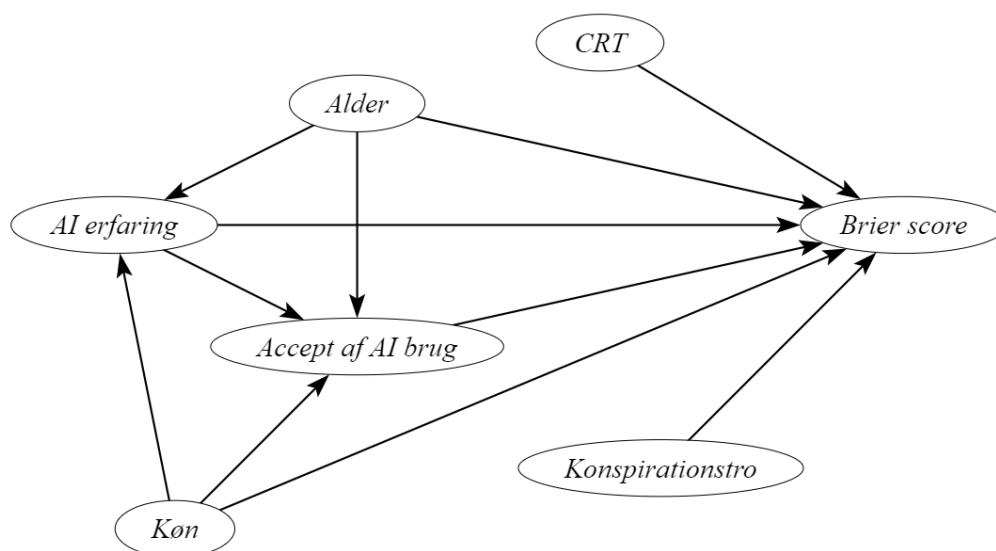 CRT
Alder
AI erfaring
Brier score
Accept af AI brug
Konspirationstro
Køn